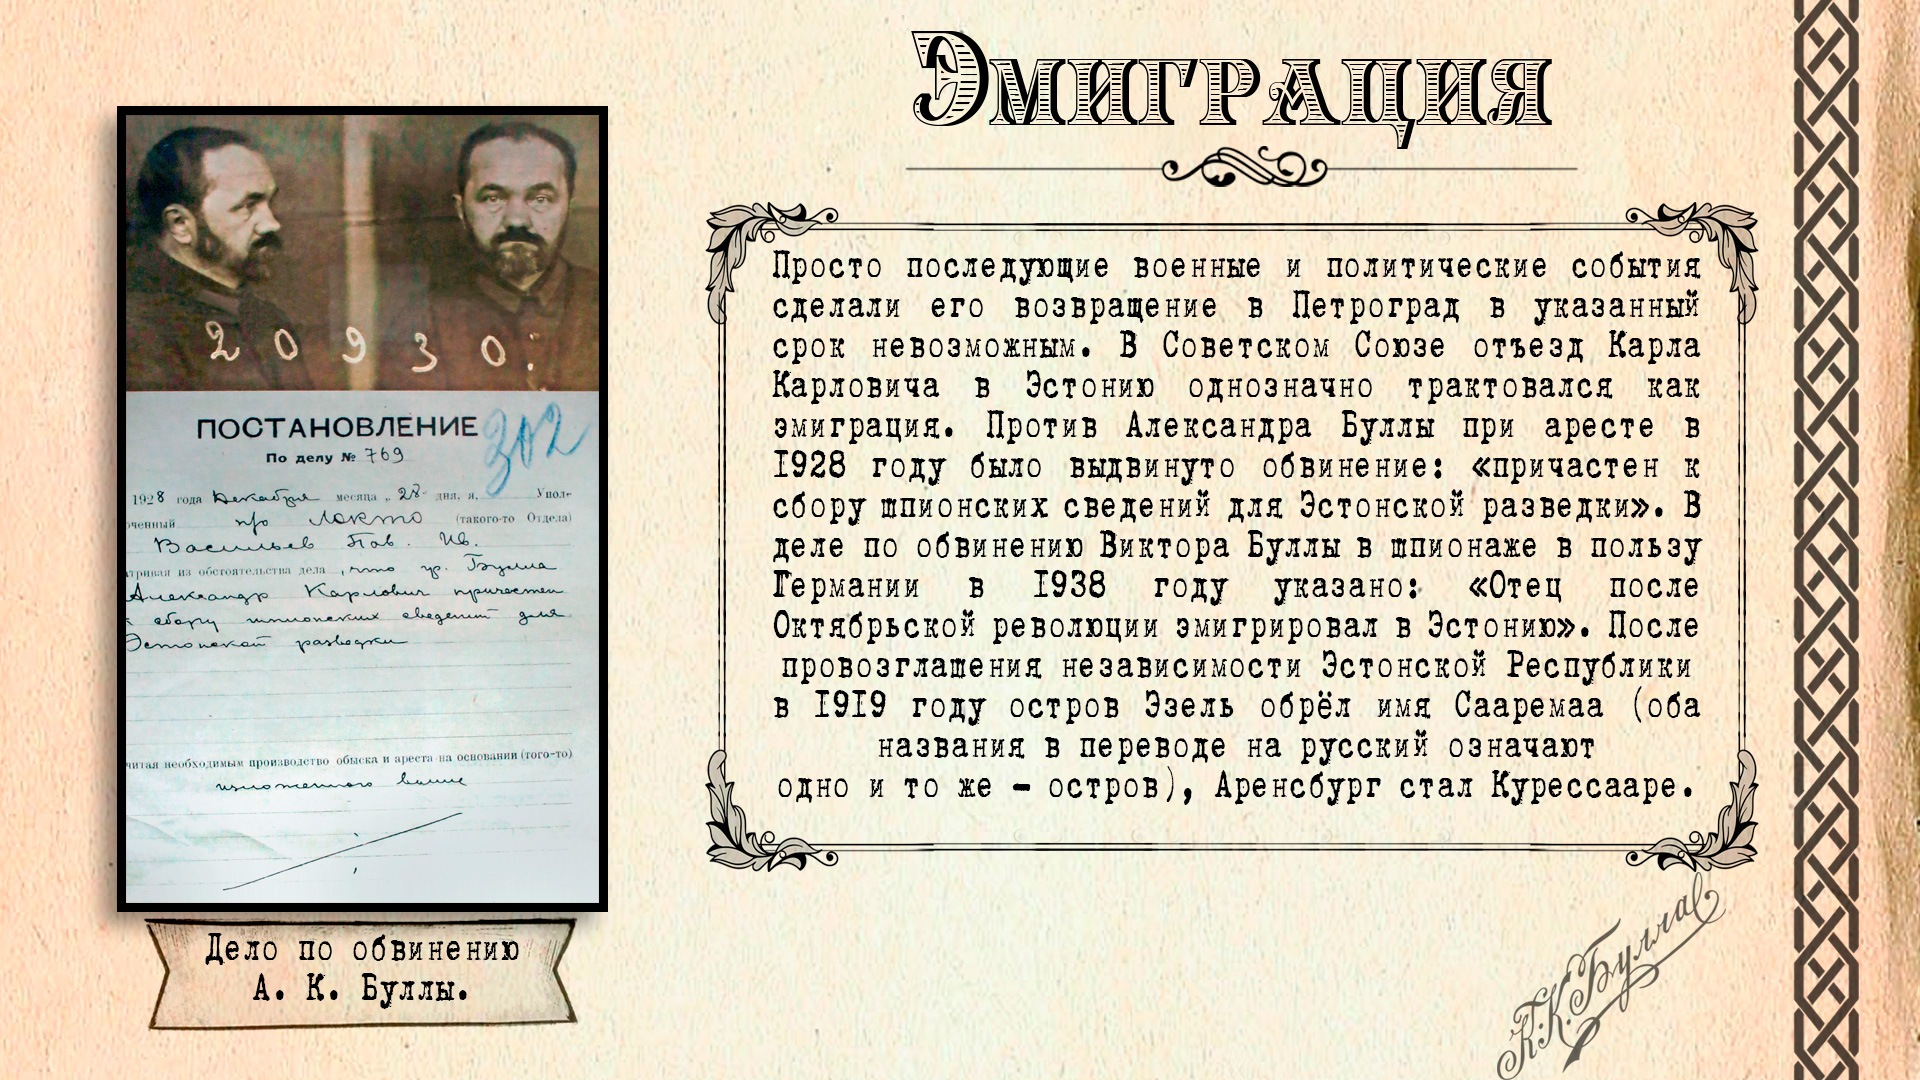 Эмиграция
Просто последующие военные и политические события
сделали его возвращение в Петроград в указанный
срок невозможным. В Советском Союзе отъезд Карла
Карловича в Эстонию однозначно трактовался как
эмиграция. Против Александра Буллы при аресте в
1928 году было выдвинуто обвинение: «причастен к
сбору шпионских сведений для Эстонской разведки». В
деле по обвинению Виктора Буллы в шпионаже в пользу
Германии в 1938 году указано: «Отец после
Октябрьской революции эмигрировал в Эстонию». После
провозглашения независимости Эстонской Республики
в 1919 году остров Эзель обрёл имя Сааремаа (оба
названия в переводе на русский означают
одно и то же – остров), Аренсбург стал Курессааре.
20930:
ПОСТАНОВЛЕНИЕ
302
По делу № 769
1928 года Декабря месяца „28" дня, я, Упол-
оченный про (такого-то Отдела)
Васильев Пав. Ив.
атривая из обстоятельства дела, что гр. Булла
Александр Карлович причастен
к сбору шпионских сведений для
Эстонской разведки
читая необходимым производство обыска и ареста на основании (того-то)
изложенного выше
Дело по обвинению
А. К. Буллы.
К.К.Булла